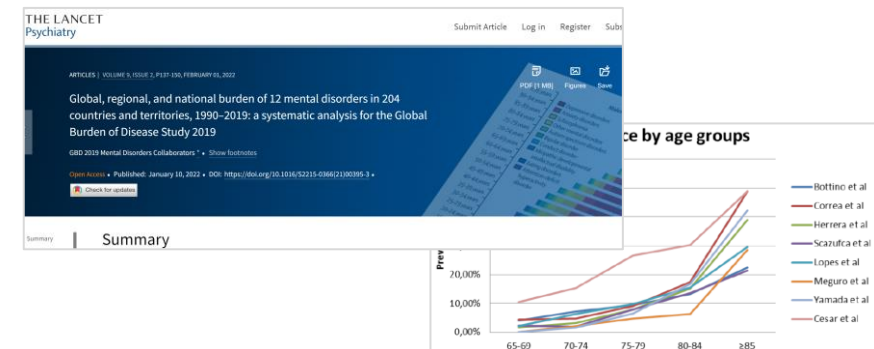 THE LANCET
Psychiatry
Submit Article Log in Register Subs
ARTICLES | VOLUME 9, ISSUE 2, P137-150, FEBRUARY 01, 2022
PDF [1 MB] Figures Save
Global, regional, and national burden of 12 mental disorders in 204
countries and territories, 1990–2019: a systematic analysis for the Global
Burden of Disease Study 2019
GBD 2019 Mental Disorders Collaborators * • Show footnotes
Open Access • Published: January 10, 2022 • DOI: https://doi.org/10.1016/S2215-0366(21)00395-3 •
Check for updates
Summary
Summary
ce by age groups
Prev
20,00%
10,00%
0,00%
65-69 70-74 75-79 80-84 ≥85
Bottino et al
Correa et al
Herrera et al
Scazufca et al
Lopes et al
Meguro et al
Yamada et al
Cesar et al